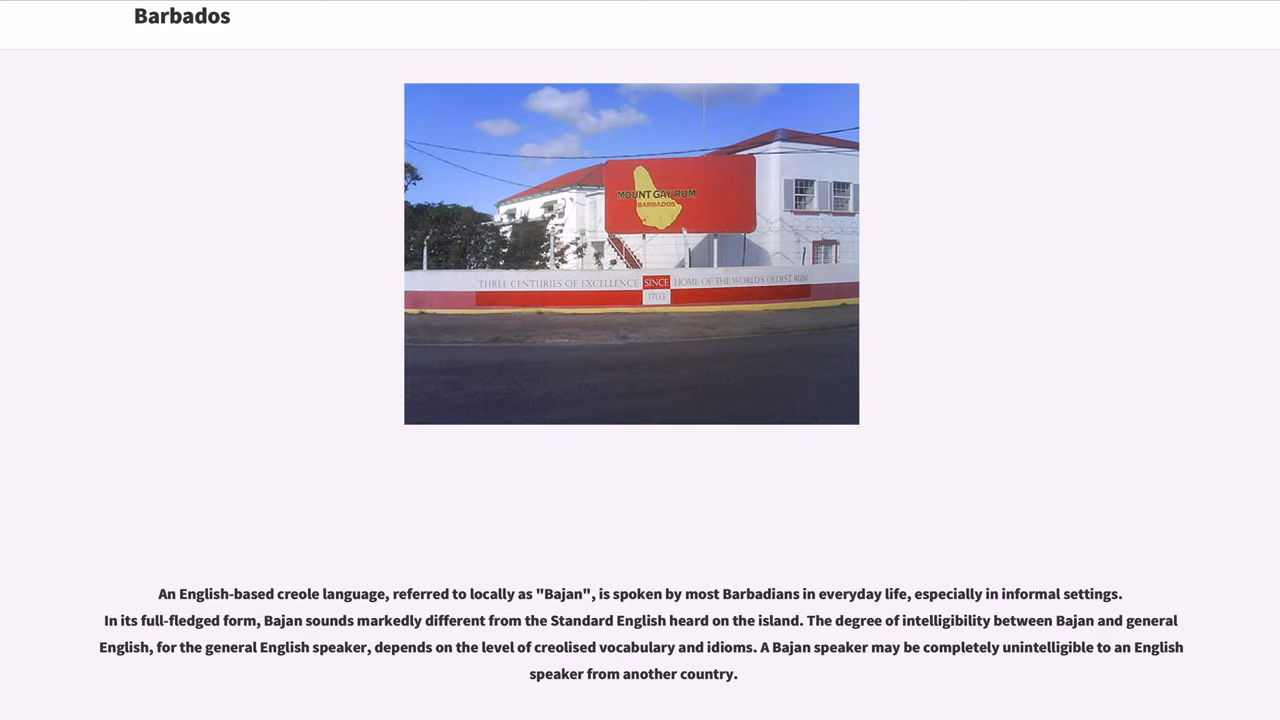 Barbados
MOUNT GAY RUM
BARBADOS
THREE CENTURIES OF EXCELLENCE SINCE HOME OF THE WORLD'S OLDEST RUM
1703
An English-based creole language, referred to locally as "Bajan", is spoken by most Barbadians in everyday life, especially in informal settings.
In its full-fledged form, Bajan sounds markedly different from the Standard English heard on the island. The degree of intelligibility between Bajan and general
English, for the general English speaker, depends on the level of creolised vocabulary and idioms. A Bajan speaker may be completely unintelligible to an English
speaker from another country.